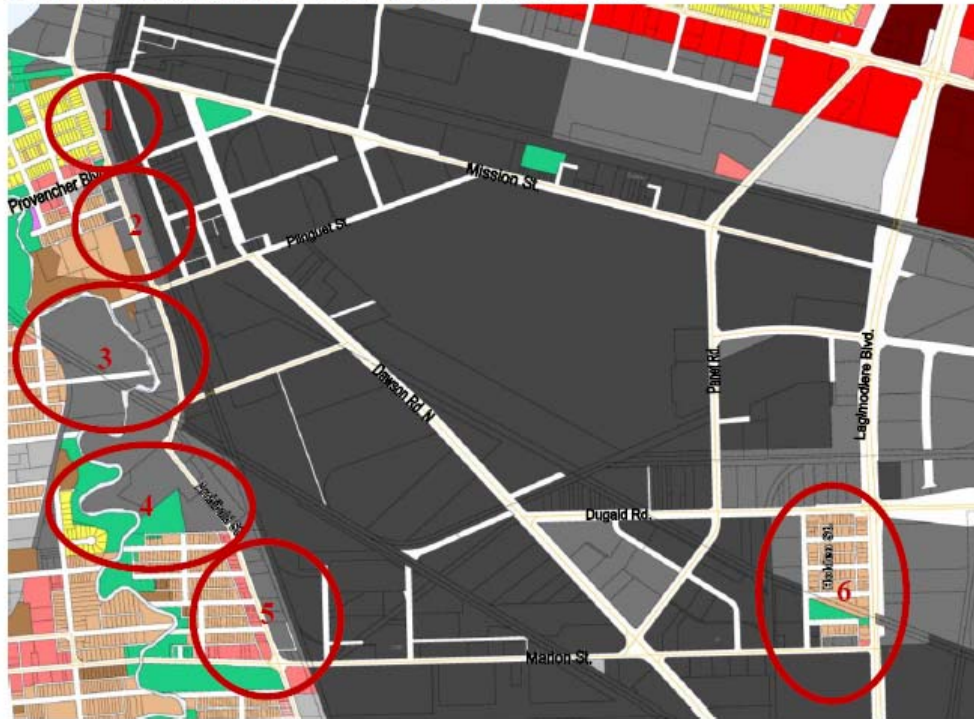 1
Provencher Blv
2
Mission St.
Plinguet St.
3
Dawson Rd. N
Panet Rd.
Lagimodiere Blvd.
4
Dugald Rd.
5
6
Marion St.